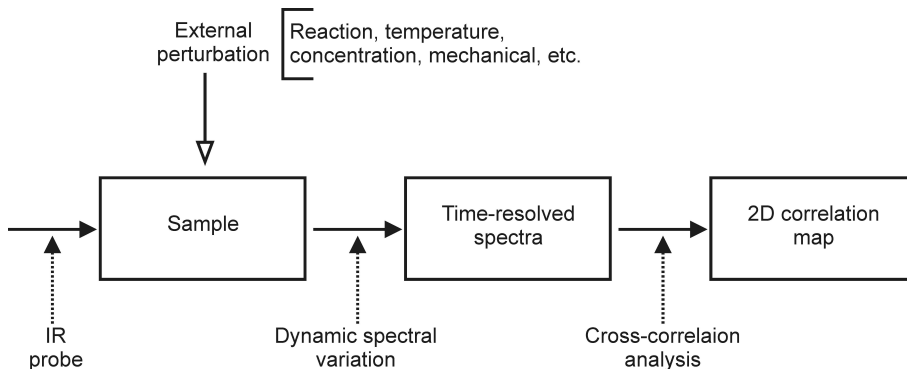 External
perturbation
Reaction, temperature,
concentration, mechanical, etc.
Sample
Time-resolved
spectra
2D correlation
map
IR
probe
Dynamic spectral
variation
Cross-correlaion
analysis